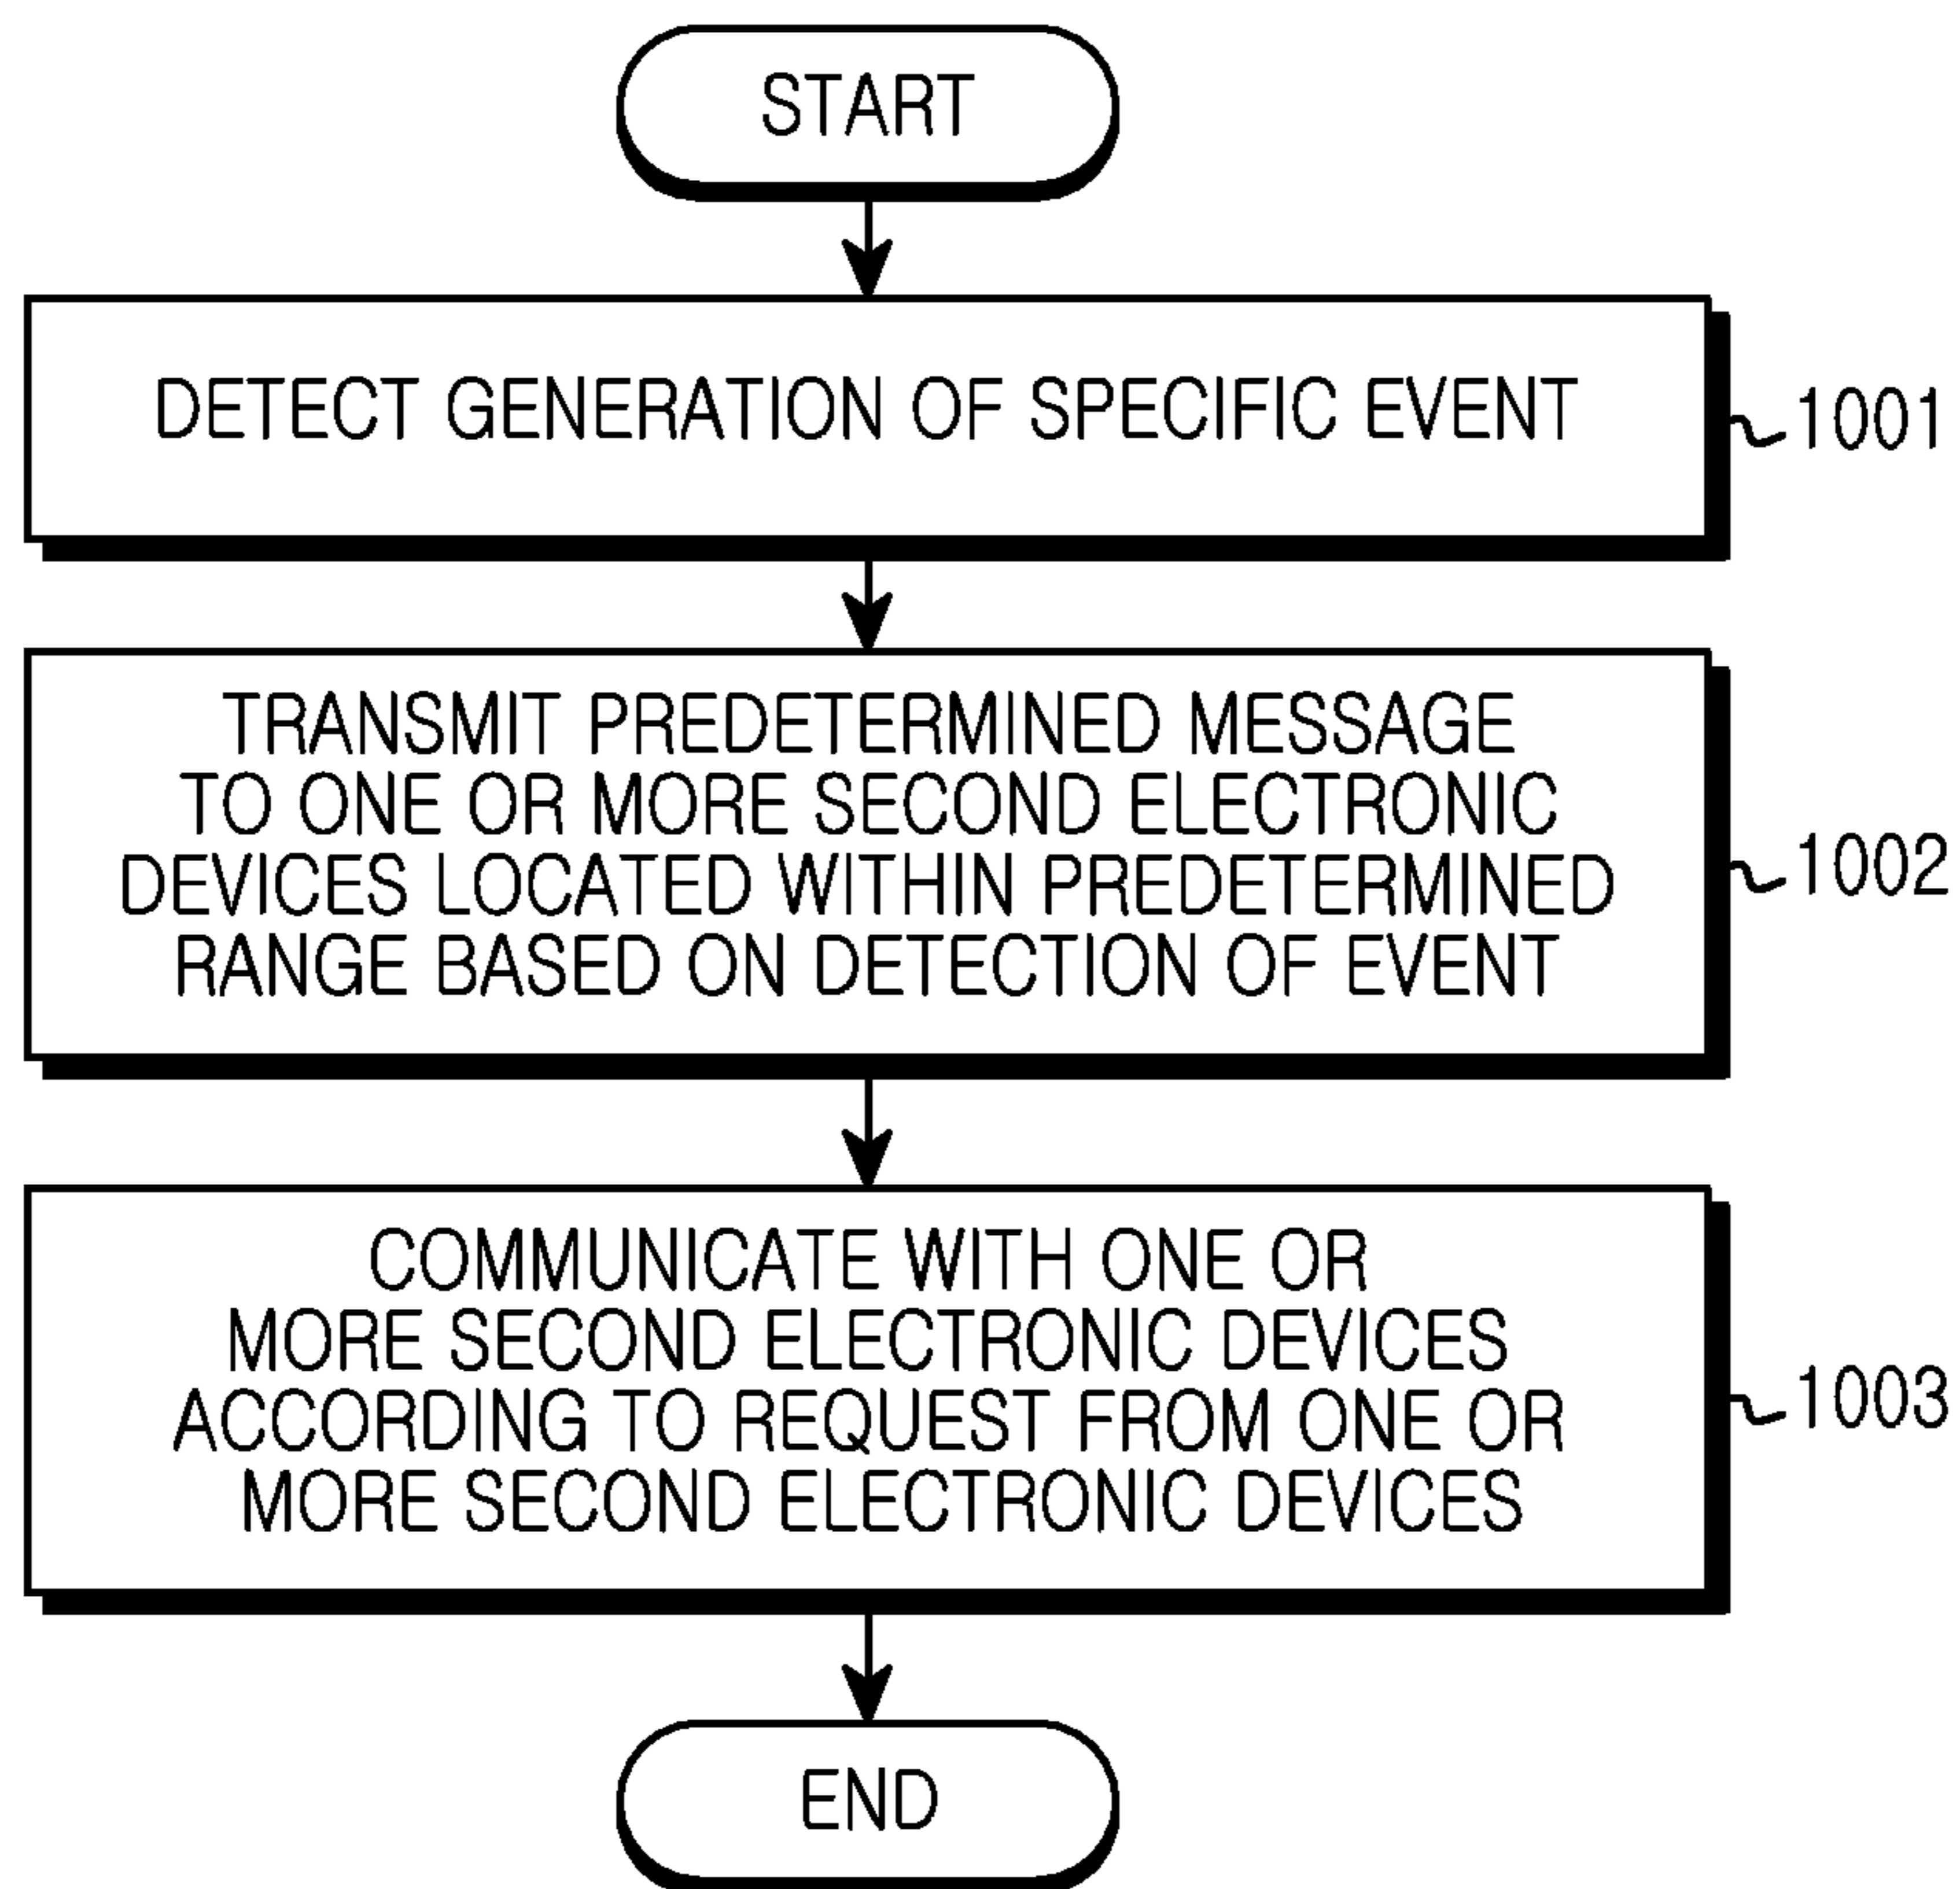 START
DETECT GENERATION OF SPECIFIC EVENT
1001
TRANSMIT PREDETERMINED MESSAGE
TO ONE OR MORE SECOND ELECTRONIC
DEVICES LOCATED WITHIN PREDETERMINED
RANGE BASED ON DETECTION OF EVENT
1002
COMMUNICATE WITH ONE OR
MORE SECOND ELECTRONIC DEVICES
ACCORDING TO REQUEST FROM ONE OR
MORE SECOND ELECTRONIC DEVICES
1003
END